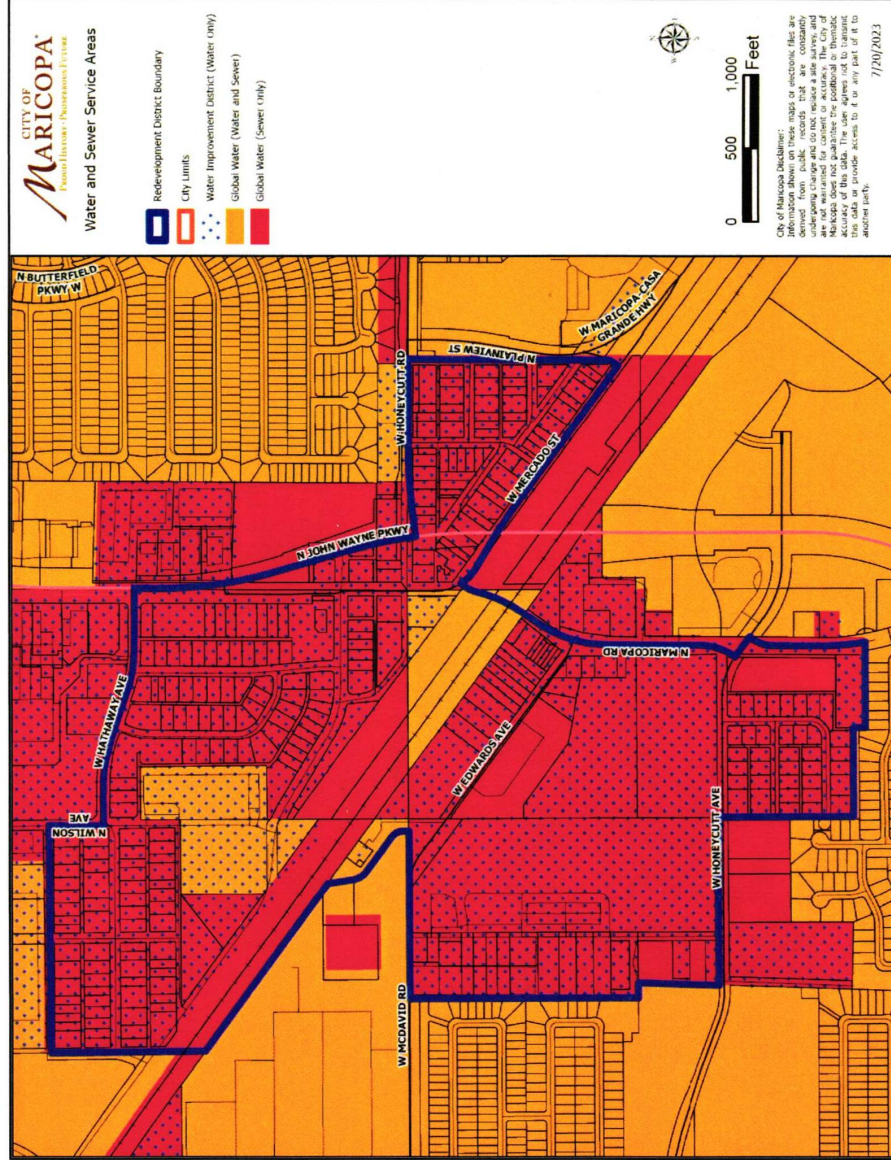 CITY OF
MARICOPA
PROUD HISTORY · PROSPEROUS FUTURE
Water and Sewer Service Areas
Redevelopment District Boundary
City Limits
Water Improvement District (Water Only)
Global Water (Water and Sewer)
Global Water (Sewer Only)
N BUTTERFIELD
PKWY W
W HONEYCUTT RD
N PLAINVIEW ST
W MARICOPA-CASA
GRANDE HWY
W MERCADO ST
N JOHN WAYNE PKWY
W HATHAWAY AVE
N WILSON
AVE
W EDWARDS AVE
N MARICOPA RD
W HONEYCUTT AVE
W MCDAVID RD
0 500 1,000
Feet
City of Maricopa Disclaimer:
Information shown on these maps or electronic files are
derived from public records that are constantly
undergoing change and do not replace a site survey, and
are not warranted for content or accuracy. The City of
Maricopa does not guarantee the positional or thematic
accuracy of this data. The user agrees not to transmit
this data or provide access to it or any part of it to
another party.
7/20/2023